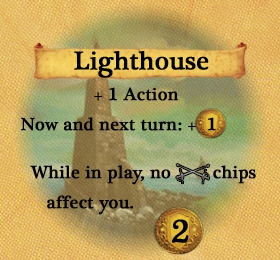 Lighthouse
+ 1 Action
Now and next turn: + 1
While in play, no chips
affect you.
2